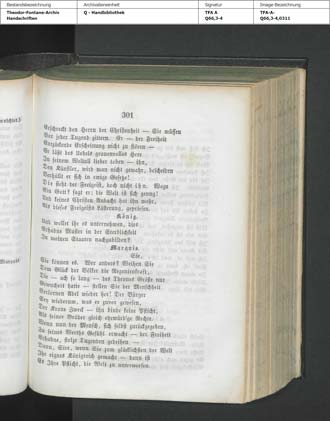 Bestandsbezeichnung
Archivalieneinheit
Signatur
Image-Bezeichnung
Theodor-Fontane-Archiv
Handschriften
Q - Handbibliothek
TFA A
Q66,3-4
TFA-A-
Q66,3-4,0311
301
Geschmückt den Herrn der Christenheit — Sie müssen
Vor jeder Tugend zittern. Er — der Freiheit
Entzückende Erscheinung nicht zu stören —
Er läßt des Uebels grauenvolles Heer
In seinem Weltall lieber toben — ihn,
Den Künstler, wird man nicht gewahr, bescheiden
Verhüllt er sich in ewige Gesetze!
Die sieht der Freigeist, doch nicht ihn. Wozu
Ein Gott? sagt er: die Welt ist sich genug!
Und keines Christen Andacht hat ihn mehr,
Als dieses Freigeists Lästerung, gepriesen.
König.
Und wollet ihr es unternehmen, dies
Erhabne Muster in der Sterblichkeit
In meinen Staaten nachzubilden?
Marquis.
Sie,
Sie können es. Wer anders? Weihen Sie
Dem Glück der Völker die Regentenkraft,
Die — ach so lang — des Thrones Größe nur
Gewuchert hatte — stellen Sie der Menschheit
Verlornen Adel wieder her! Der Bürger
Sey wiederum, was er zuvor gewesen,
Der Krone Zweck — ihn binde keine Pflicht,
Als seiner Brüder gleich ehrwürdge Rechte.
Wenn nun der Mensch, sich selbst zurückgegeben,
Zu seines Werths Gefühl erwacht — der Freiheit
Erhabne, stolze Tugenden gedeihen —
Dann, Sire, wenn Sie zum glücklichsten der Welt
Ihr eignes Königreich gemacht — dann ist
Es Ihre Pflicht, die Welt zu unterwerfen.